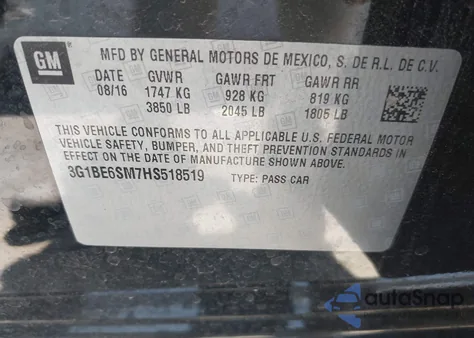 GM
MFD BY GENERAL MOTORS DE MEXICO, S. DE R.L. DE C.V.
DATE GVWR GAWR FRT GAWR RR
08/16 1747 KG 928 KG 819 KG
3850 LB 2045 LB 1805 LB
THIS VEHICLE CONFORMS TO ALL APPLICABLE U.S. FEDERAL MOTOR
VEHICLE SAFETY, BUMPER, AND THEFT PREVENTION STANDARDS IN
EFFECT ON THE DATE OF MANUFACTURE SHOWN ABOVE.
3G1BE6SM7HS518519 TYPE: PASS CAR
autoSnap